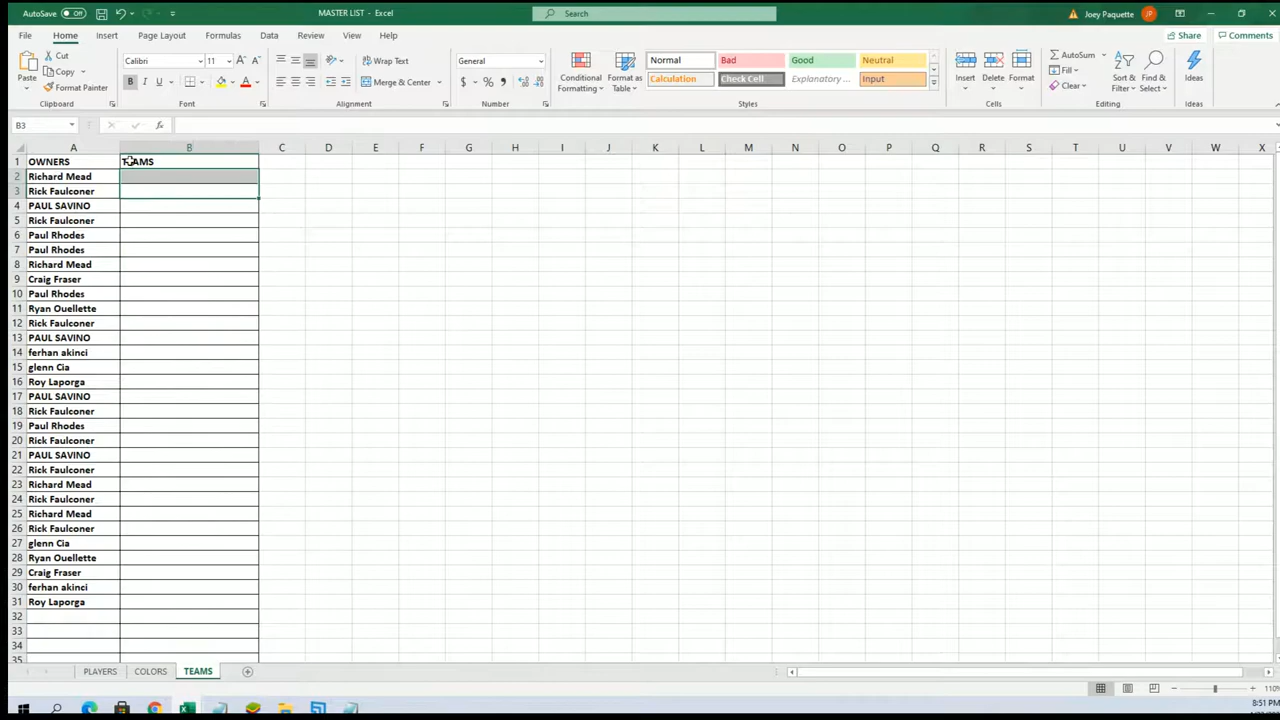 AutoSave Off MASTER LIST - Excel Search Joey Paquette JP
File Home Insert Page Layout Formulas Data Review View Help Share Comments
Paste Cut Copy Format Painter Clipboard
Calibri 11 A A B I U A Font
Wrap Text Merge & Center Alignment
General $ % , Number
Conditional Formatting Format as Table
Normal Bad Good Neutral
Calculation Check Cell Explanatory ... Input
Styles
Insert Delete Format Cells
AutoSum Fill Clear Sort & Filter Find & Select Editing
Ideas Ideas
B3 fx
A B C D E F G H I J K L M N O P Q R S T U V W X
1 OWNERS TEAMS
2 Richard Mead
3 Rick Faulconer
4 PAUL SAVINO
5 Rick Faulconer
6 Paul Rhodes
7 Paul Rhodes
8 Richard Mead
9 Craig Fraser
10 Paul Rhodes
11 Ryan Ouellette
12 Rick Faulconer
13 PAUL SAVINO
14 ferhan akinci
15 glenn Cia
16 Roy Laporga
17 PAUL SAVINO
18 Rick Faulconer
19 Paul Rhodes
20 Rick Faulconer
21 PAUL SAVINO
22 Rick Faulconer
23 Richard Mead
24 Rick Faulconer
25 Richard Mead
26 Rick Faulconer
27 glenn Cia
28 Ryan Ouellette
29 Craig Fraser
30 ferhan akinci
31 Roy Laporga
32
33
34
35
PLAYERS COLORS TEAMS
110%
8:51 PM